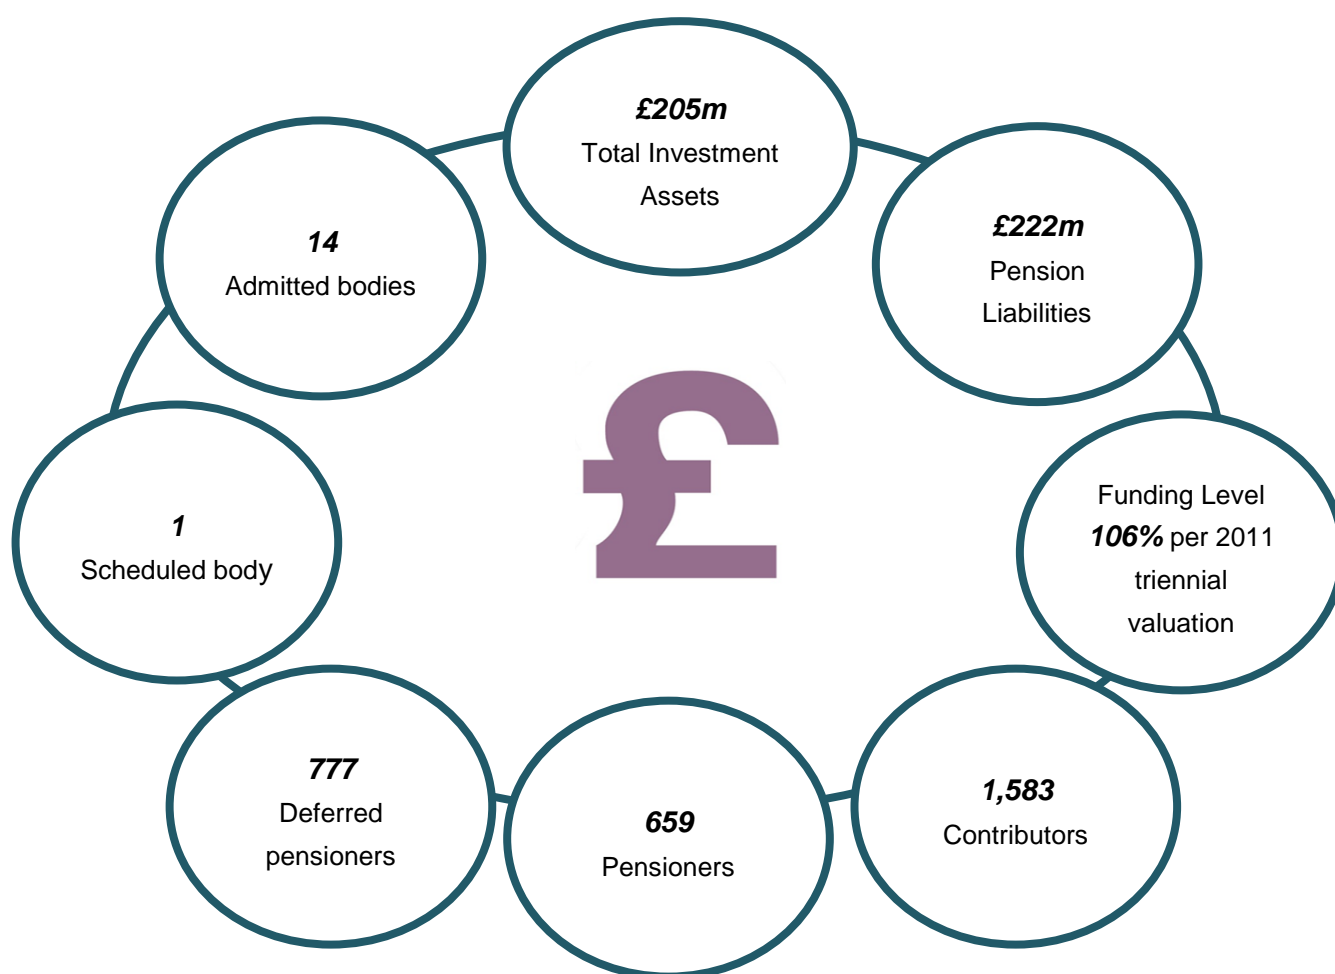 £205m
Total Investment
Assets
£222m
Pension
Liabilities
Funding Level
106% per 2011
triennial
valuation
1,583
Contributors
659
Pensioners
777
Deferred
pensioners
1
Scheduled body
14
Admitted bodies
£